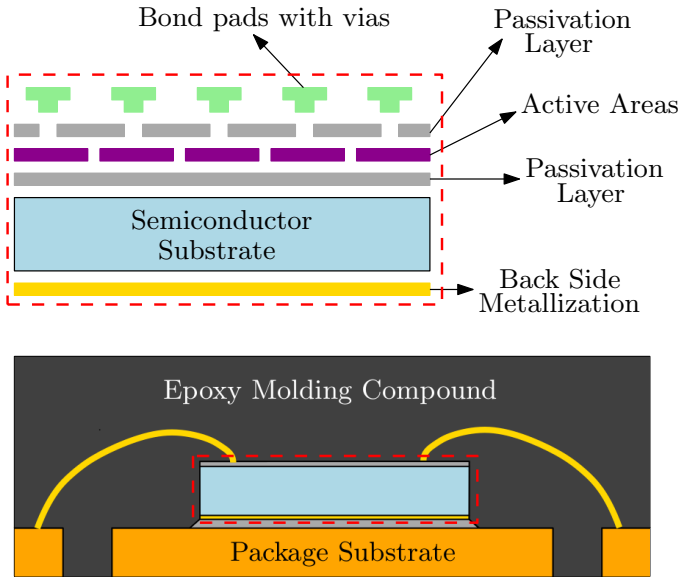 Bond pads with vias
Passivation
Layer
Active Areas
Passivation
Layer
Semiconductor
Substrate
Back Side
Metallization
Epoxy Molding Compound
Package Substrate